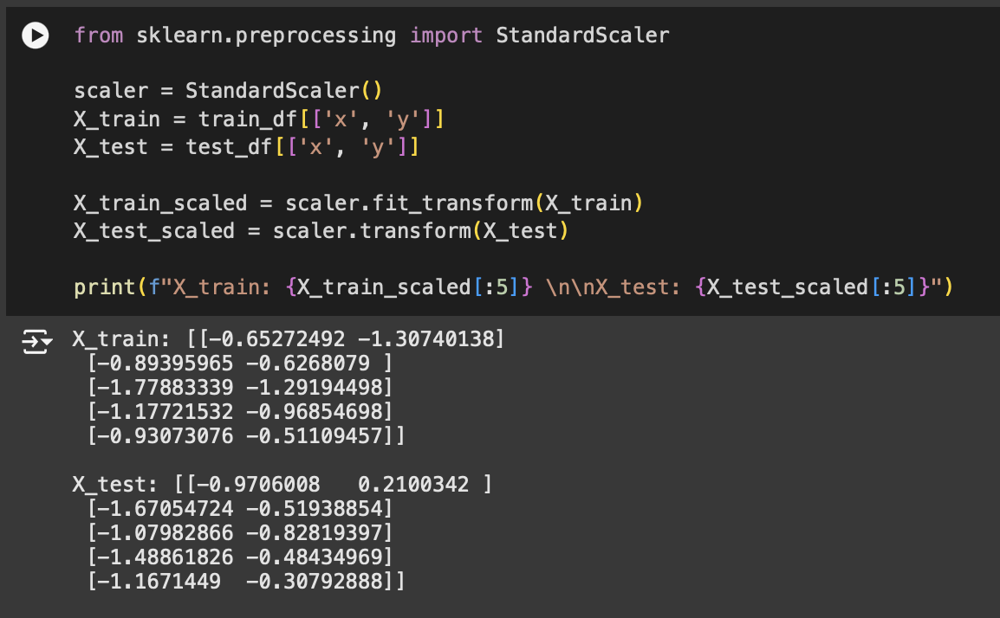 from sklearn.preprocessing import StandardScaler

scaler = StandardScaler()
X_train = train_df[['x', 'y']]
X_test = test_df[['x', 'y']]

X_train_scaled = scaler.fit_transform(X_train)
X_test_scaled = scaler.transform(X_test)

print(f"X_train: {X_train_scaled[:5]} \n\nX_test: {X_test_scaled[:5]}")
X_train: [[-0.65272492 -1.30740138]
 [-0.89395965 -0.6268079 ]
 [-1.77883339 -1.29194498]
 [-1.17721532 -0.96854698]
 [-0.93073076 -0.51109457]]

X_test: [[-0.9706008   0.2100342 ]
 [-1.67054724 -0.51938854]
 [-1.07982866 -0.82819397]
 [-1.48861826 -0.48434969]
 [-1.1671449  -0.30792888]]